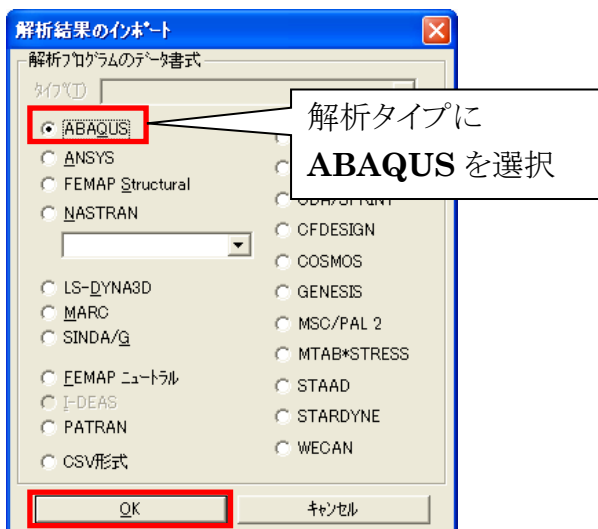 解析結果のインポート
解析プログラムのデータ書式
タイプ(T)
ABAQUS
ANSYS
FEMAP Structural
NASTRAN
LS-DYNA3D
MARC
SINDA/G
FEMAP ニュートラル
I-DEAS
PATRAN
CSV形式
解析タイプに
ABAQUS を選択
CFDESIGN
COSMOS
GENESIS
MSC/PAL 2
MTAB*STRESS
STAAD
STARDYNE
WECAN
OK
キャンセル